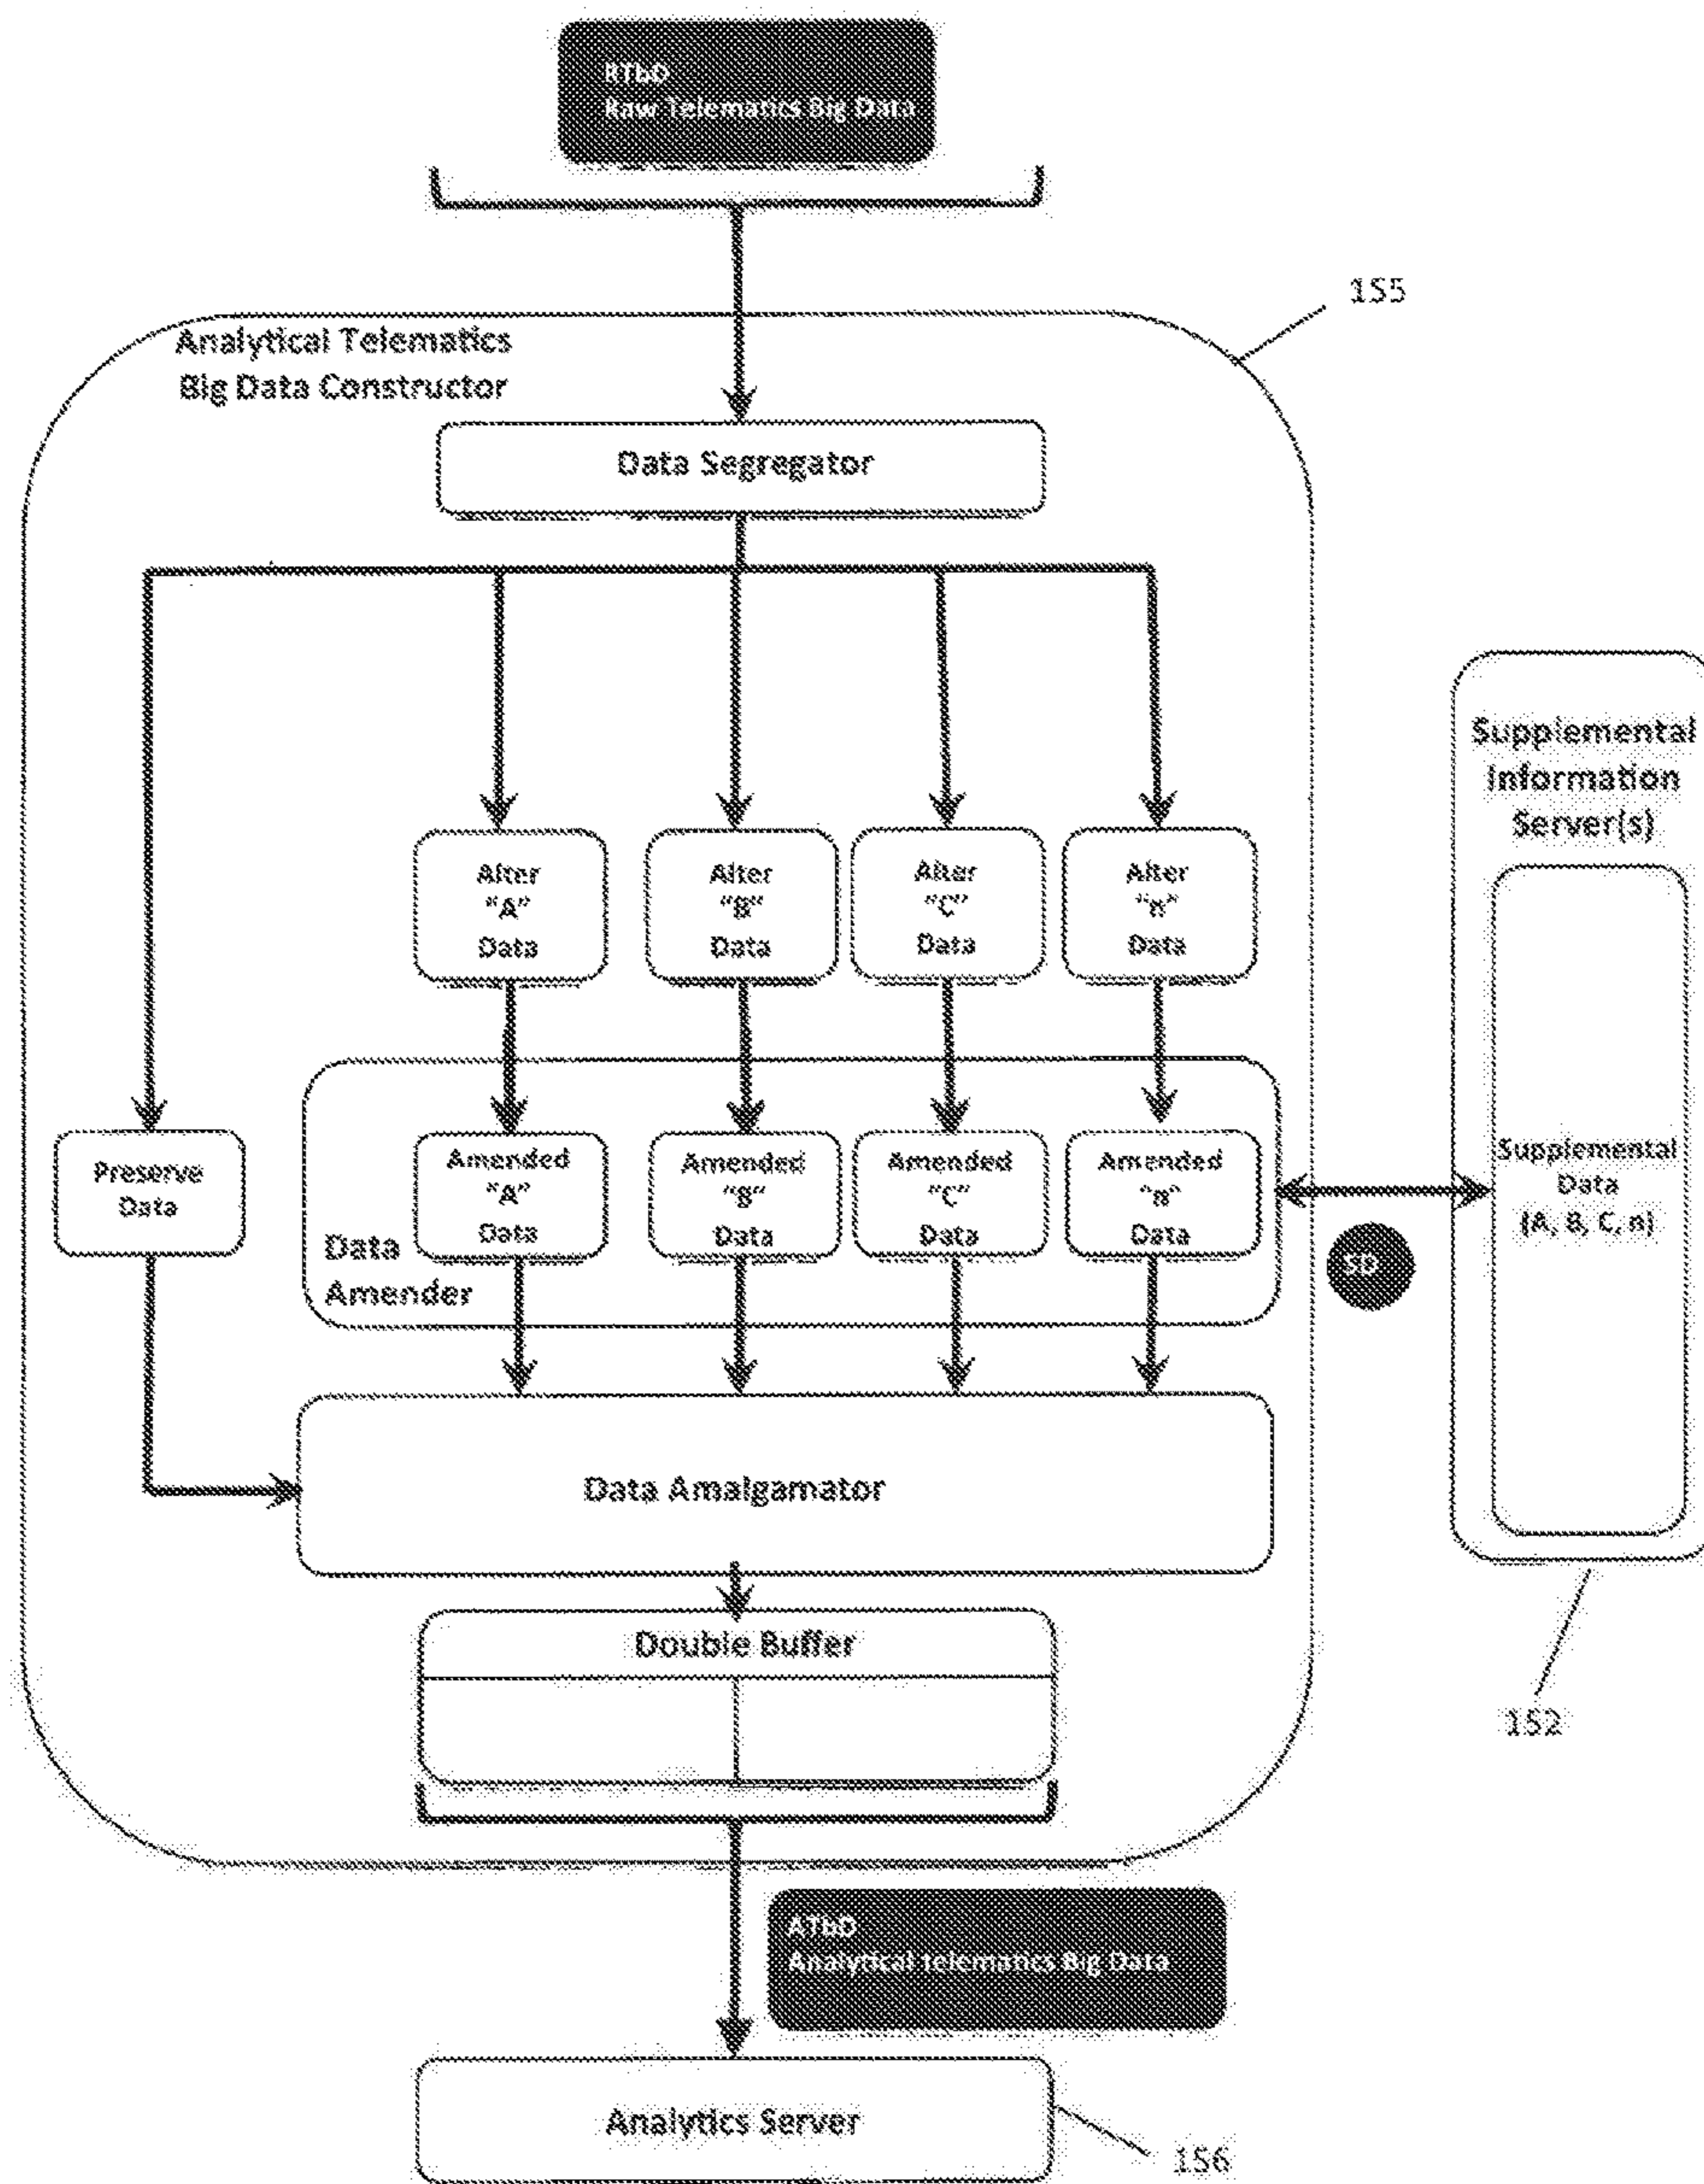 RTbD
Raw Telematics Big Data
155
Analytical Telematics
Big Data Constructor
Data Segregator
Supplemental
Information
Server(s)
Alter
"A"
Data
Alter
"B"
Data
Alter
"C"
Data
Alter
"n"
Data
Preserve
Data
Amended
"A"
Data
Amended
"B"
Data
Amended
"C"
Data
Amended
"n"
Data
Data
Amender
Supplemental
Data
(A, B, C, n)
SD
Data Amalgamator
Double Buffer
152
ATbD
Analytical telematics Big Data
Analytics Server
156